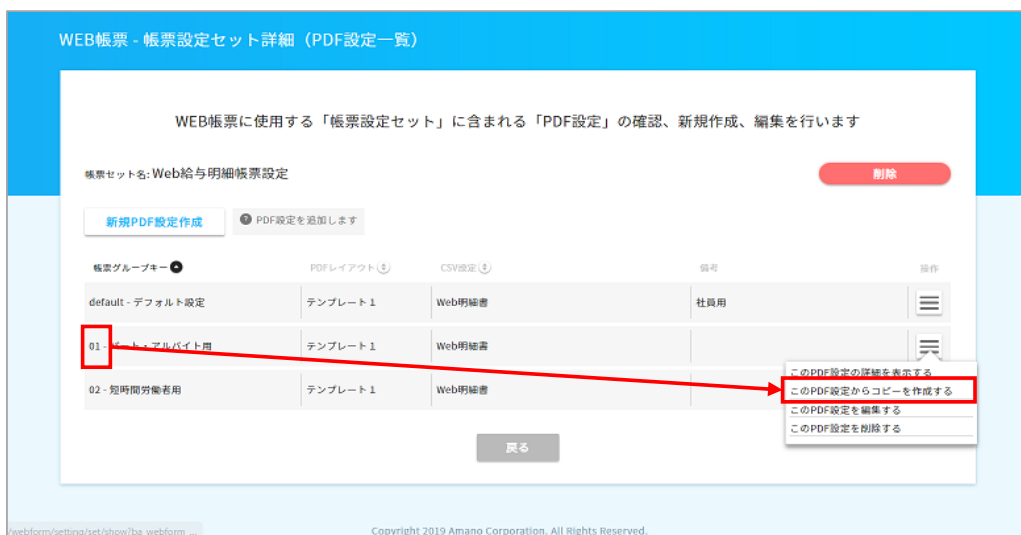 WEB帳票 - 帳票設定セット詳細（PDF設定一覧）
WEB帳票に使用する「帳票設定セット」に含まれる「PDF設定」の確認、新規作成、編集を行います
帳票セット名: Web給与明細帳票設定
削除
新規PDF設定作成
? PDF設定を追加します
帳票グループキー PDFレイアウト CSV設定 備考 操作
default - デフォルト設定 テンプレート１ Web明細書 社員用
01 - パート・アルバイト用 テンプレート１ Web明細書
このPDF設定の詳細を表示する
このPDF設定からコピーを作成する
02 - 短時間労働者用 テンプレート１ Web明細書
このPDF設定を編集する
このPDF設定を削除する
戻る
/webform/setting/set/show?ba_webform_...
Copyright 2019 Amano Corporation. All Rights Reserved.